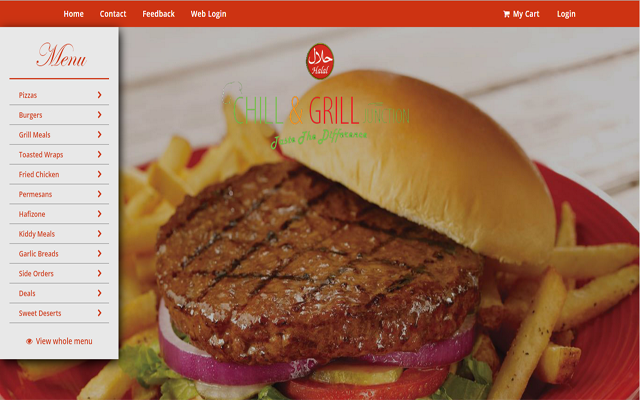 Home Contact Feedback Web Login My Cart Login
Menu
Pizzas
Burgers
Grill Meals
Toasted Wraps
Fried Chicken
Permesans
Hafizone
Kiddy Meals
Garlic Breads
Side Orders
Deals
Sweet Deserts
View whole menu
حلال
Halal
CHILL & GRILL
Taste The Difference